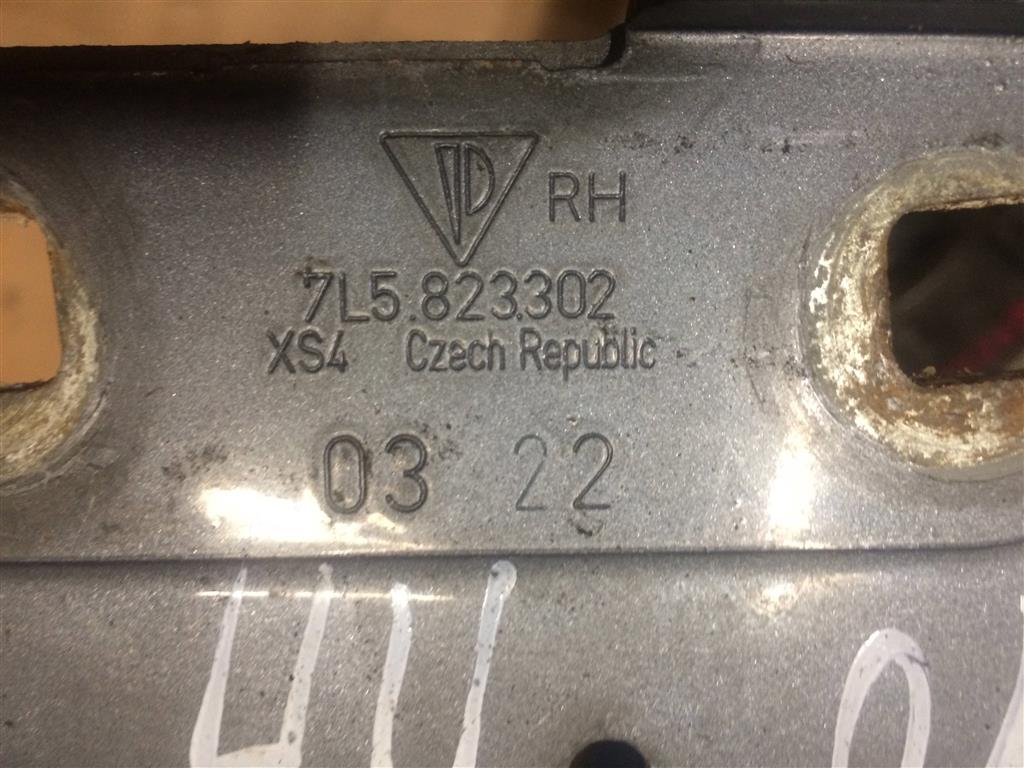 RH
7L5.823.302
XS4 Czech Republic
03 22